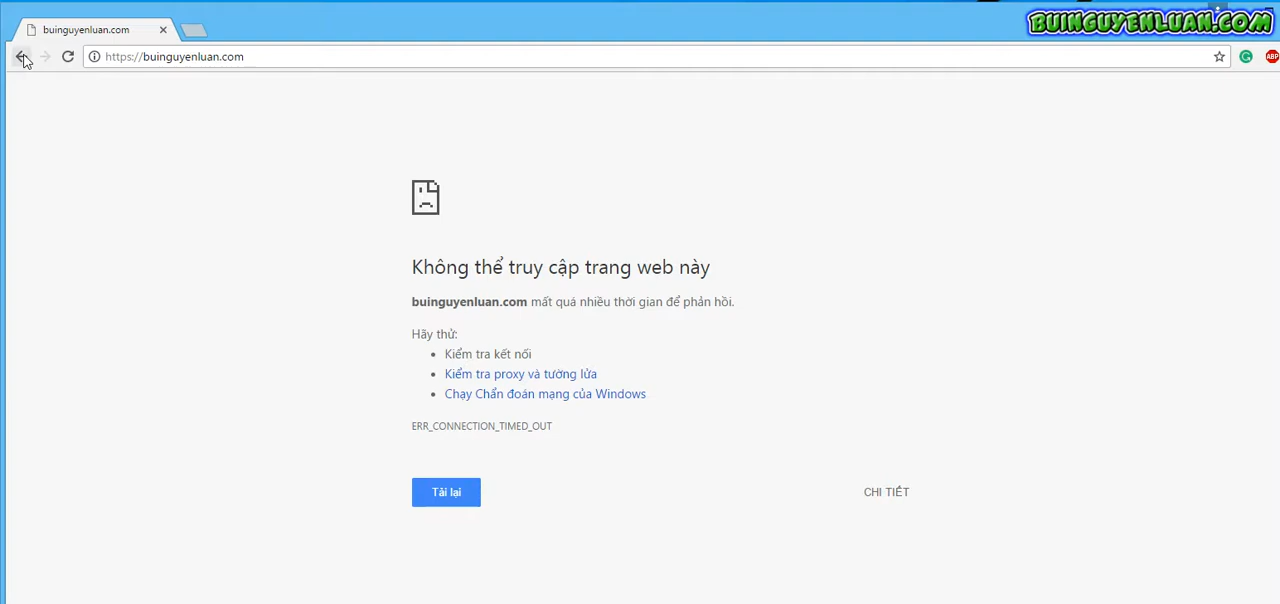 buinguyenluan.com
BUINGUYENLUAN.COM
https://buinguyenluan.com
ABP
Không thể truy cập trang web này
buinguyenluan.com mất quá nhiều thời gian để phản hồi.
Hãy thử:
• Kiểm tra kết nối
• Kiểm tra proxy và tường lửa
• Chạy Chẩn đoán mạng của Windows
ERR_CONNECTION_TIMED_OUT
Tải lại
CHI TIẾT